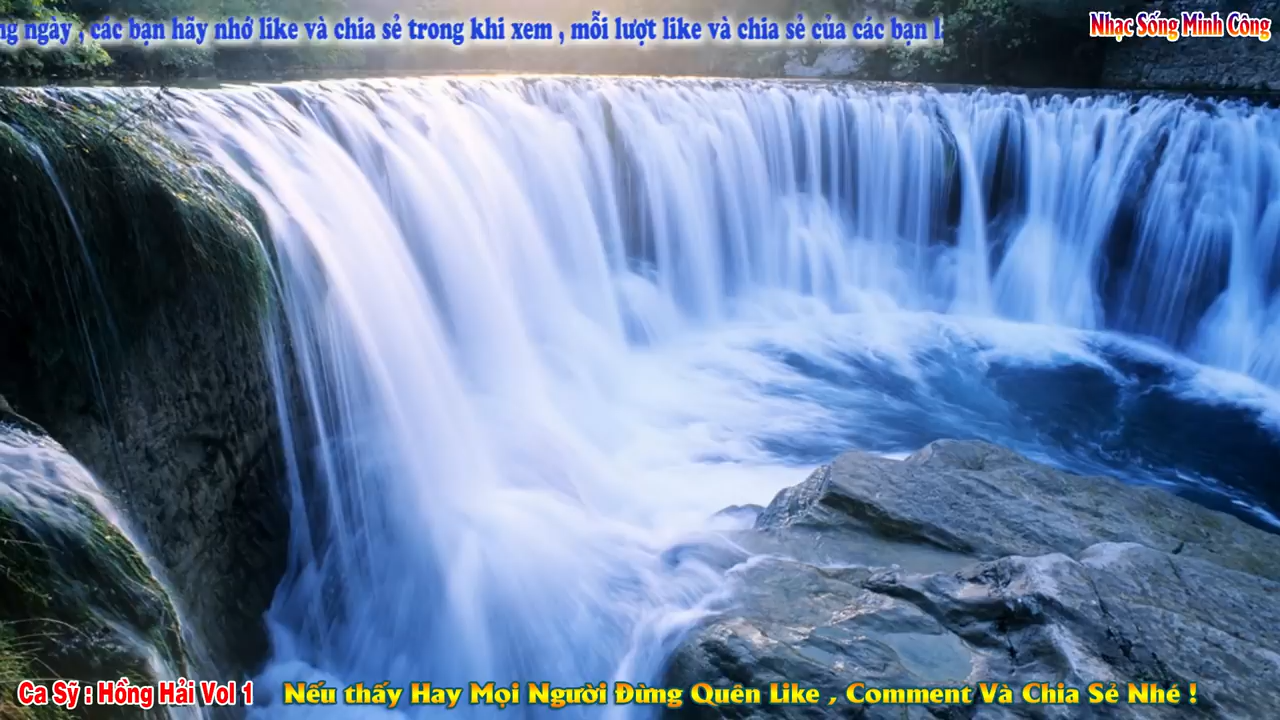 ng ngày , các bạn hãy nhớ like và chia sẻ trong khi xem , mỗi lượt like và chia sẻ của các bạn l
Nhạc Sống Minh Công
Ca Sỹ : Hồng Hải Vol 1
Nếu thấy Hay Mọi Người Đừng Quên Like , Comment Và Chia Sẻ Nhé !